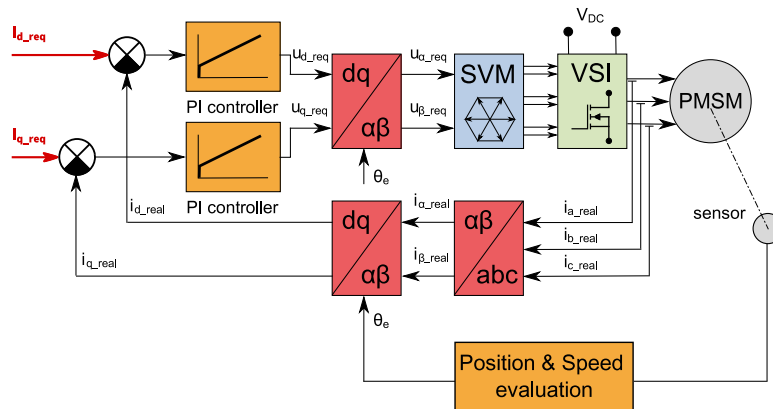 V_DC
I_d_req
u_d_req
u_α_req
dq
SVM
VSI
PMSM
PI controller
u_q_req
u_β_req
I_q_req
αβ
θ_e
PI controller
i_d_real
i_α_real
i_a_real
sensor
dq
αβ
i_b_real
i_q_real
i_β_real
i_c_real
αβ
abc
θ_e
Position & Speed
evaluation